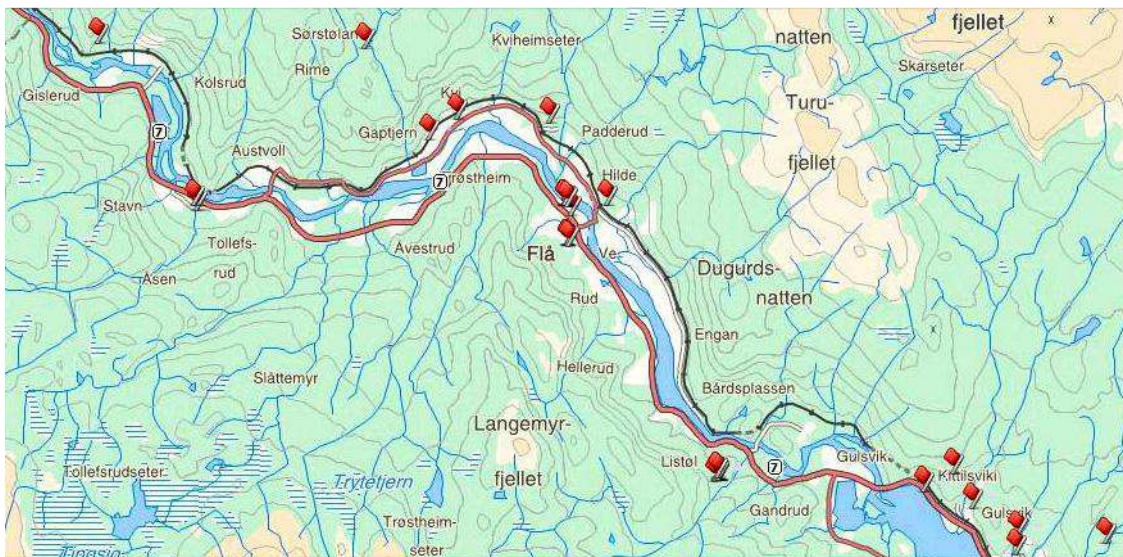 fjellet
Sørstølan
Kviheimseter
natten
Skarseter
Kolsrud
Rime
Gislerud
Kvi
Turu-
fjellet
Gaptjern
Padderud
7
Austvoll
7
Trøstheim
Hilde
Stavn
Tollefs-
rud
Avestrud
Flå
Ve
Dugurds-
natten
Åsen
Rud
Engan
Hellerud
Slåttemyr
Bårdsplassen
Langemyr-
fjellet
Listøl
7
Gulsvik
Kittilsviki
Tollefsrudseter
Trytetjern
Gandrud
Gulsvik
Trøstheim-
seter